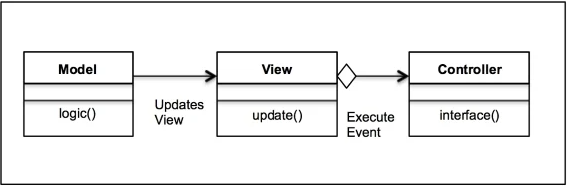 Model
logic()
Updates
View
View
update()
Execute
Event
Controller
interface()